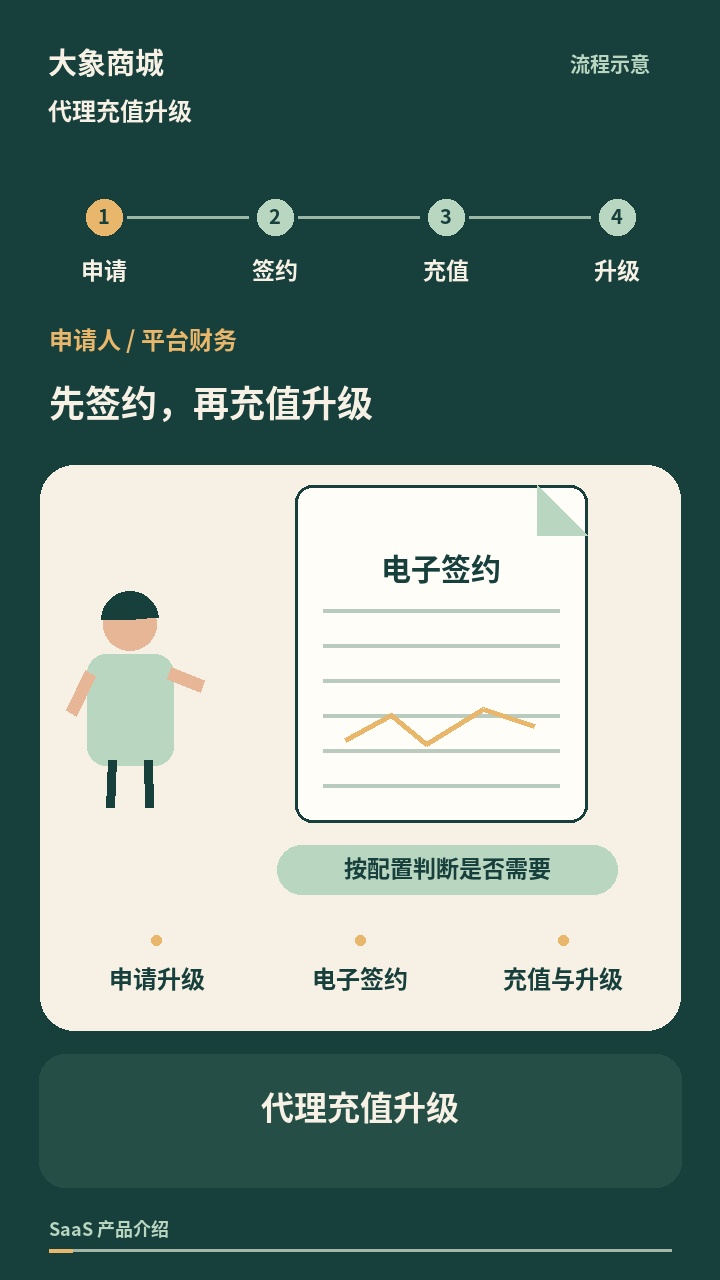 大象商城
流程示意
代理充值升级
1 2 3 4
申请 签约 充值 升级
申请人 / 平台财务
先签约，再充值升级
电子签约
按配置判断是否需要
申请升级 电子签约 充值与升级
代理充值升级
SaaS 产品介绍